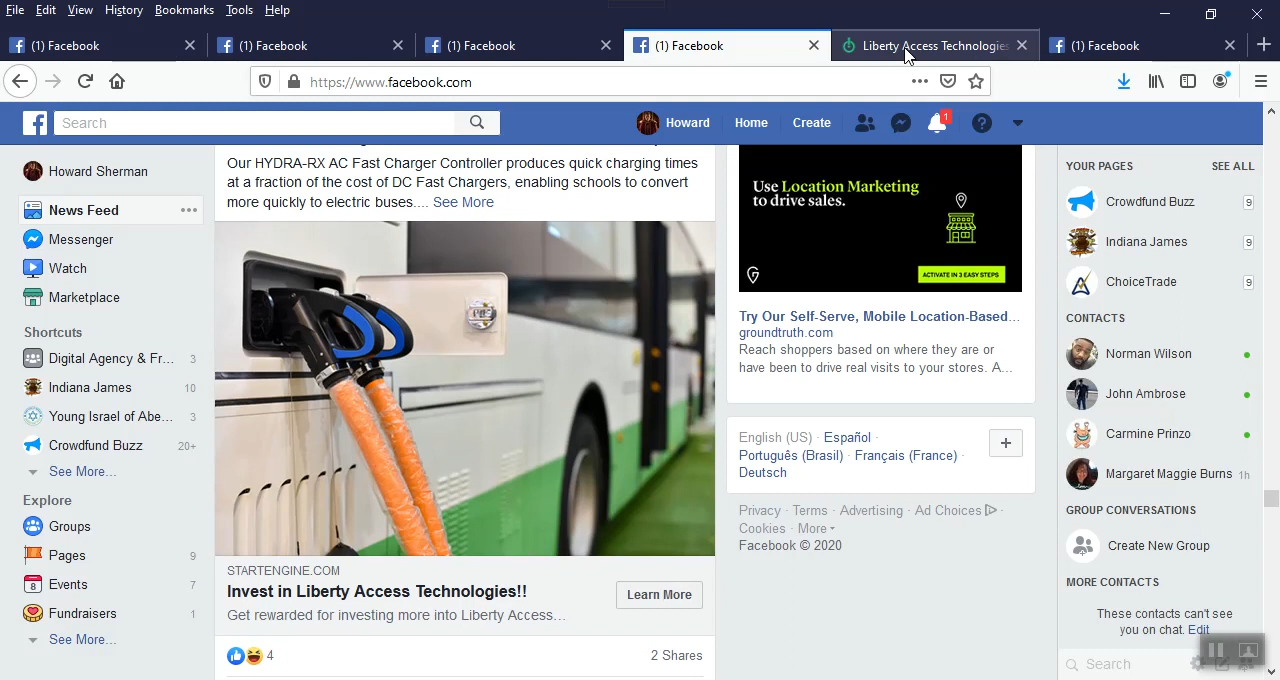 File Edit View History Bookmarks Tools Help
(1) Facebook
(1) Facebook
(1) Facebook
(1) Facebook
Liberty Access Technologies
(1) Facebook
https://www.facebook.com
Search
Howard Home Create
1
Howard Sherman
News Feed
Messenger
Watch
Marketplace
Shortcuts
Digital Agency & Fr... 3
Indiana James 10
Young Israel of Abe... 3
Crowdfund Buzz 20+
See More...
Explore
Groups
Pages 9
Events 7
Fundraisers 1
See More...
Our HYDRA-RX AC Fast Charger Controller produces quick charging times
at a fraction of the cost of DC Fast Chargers, enabling schools to convert
more quickly to electric buses.... See More
STARTENGINE.COM
Invest in Liberty Access Technologies!!
Get rewarded for investing more into Liberty Access...
Learn More
4
2 Shares
Use Location Marketing
to drive sales.
ACTIVATE IN 3 EASY STEPS
Try Our Self-Serve, Mobile Location-Based...
groundtruth.com
Reach shoppers based on where they are or
have been to drive real visits to your stores. A...
English (US) · Español ·
Português (Brasil) · Français (France) ·
Deutsch
Privacy · Terms · Advertising · Ad Choices ·
Cookies · More
Facebook © 2020
YOUR PAGES SEE ALL
Crowdfund Buzz 9
Indiana James 9
ChoiceTrade 9
CONTACTS
Norman Wilson
John Ambrose
Carmine Prinzo
Margaret Maggie Burns 1h
GROUP CONVERSATIONS
Create New Group
MORE CONTACTS
These contacts can't see
you on chat. Edit
Search